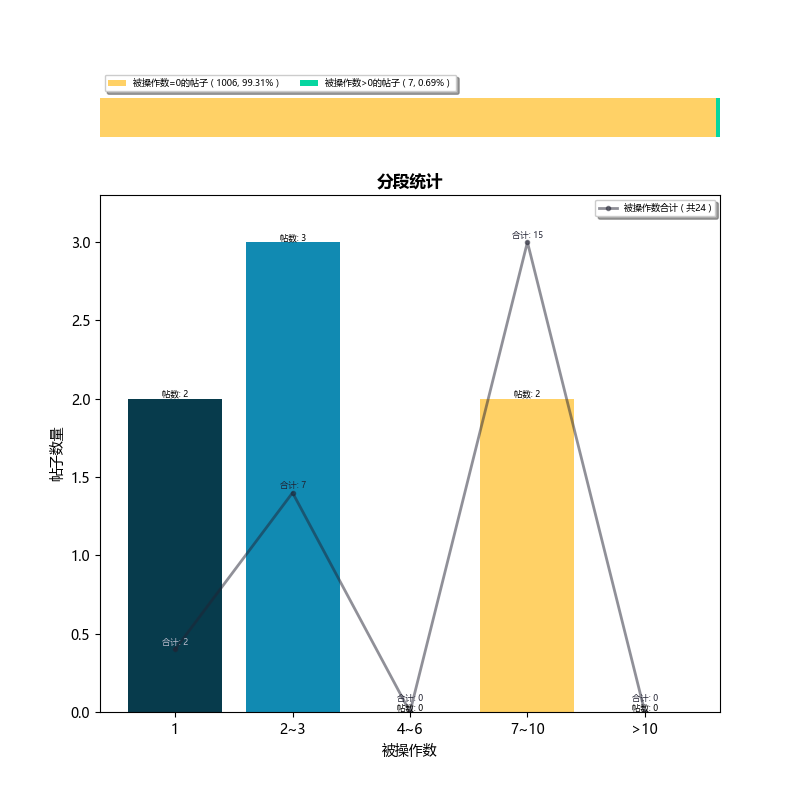 被操作数=0的帖子 ( 1006, 99.31% ) 被操作数>0的帖子 ( 7, 0.69% )
分段统计
被操作数合计 ( 共24 )
3.0
2.5
2.0
1.5
1.0
0.5
0.0
帖子数量
帖数: 2
帖数: 3
帖数: 0
帖数: 2
帖数: 0
合计: 2
合计: 7
合计: 0
合计: 15
合计: 0
1 2~3 4~6 7~10 >10
被操作数